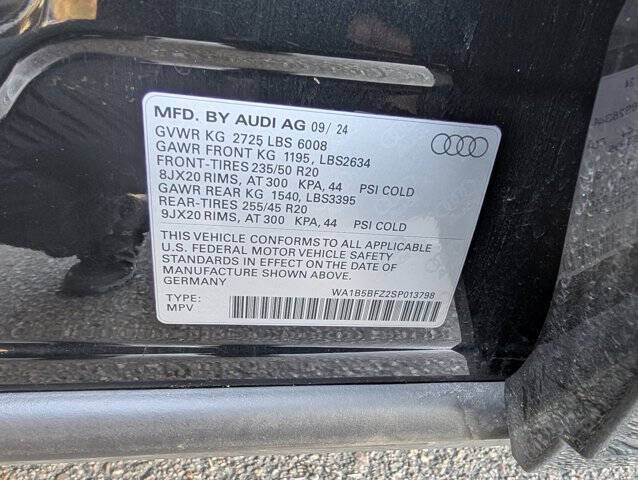 MFD. BY AUDI AG 09/ 24
GVWR KG 2725 LBS 6008
GAWR FRONT KG 1195, LBS2634
FRONT-TIRES 235/50 R20
8JX20 RIMS, AT 300 KPA, 44 PSI COLD
GAWR REAR KG 1540, LBS3395
REAR-TIRES 255/45 R20
9JX20 RIMS, AT 300 KPA, 44 PSI COLD
THIS VEHICLE CONFORMS TO ALL APPLICABLE
U.S. FEDERAL MOTOR VEHICLE SAFETY
STANDARDS IN EFFECT ON THE DATE OF
MANUFACTURE SHOWN ABOVE.
GERMANY
WA1B5BFZ2SP013798
TYPE:
MPV